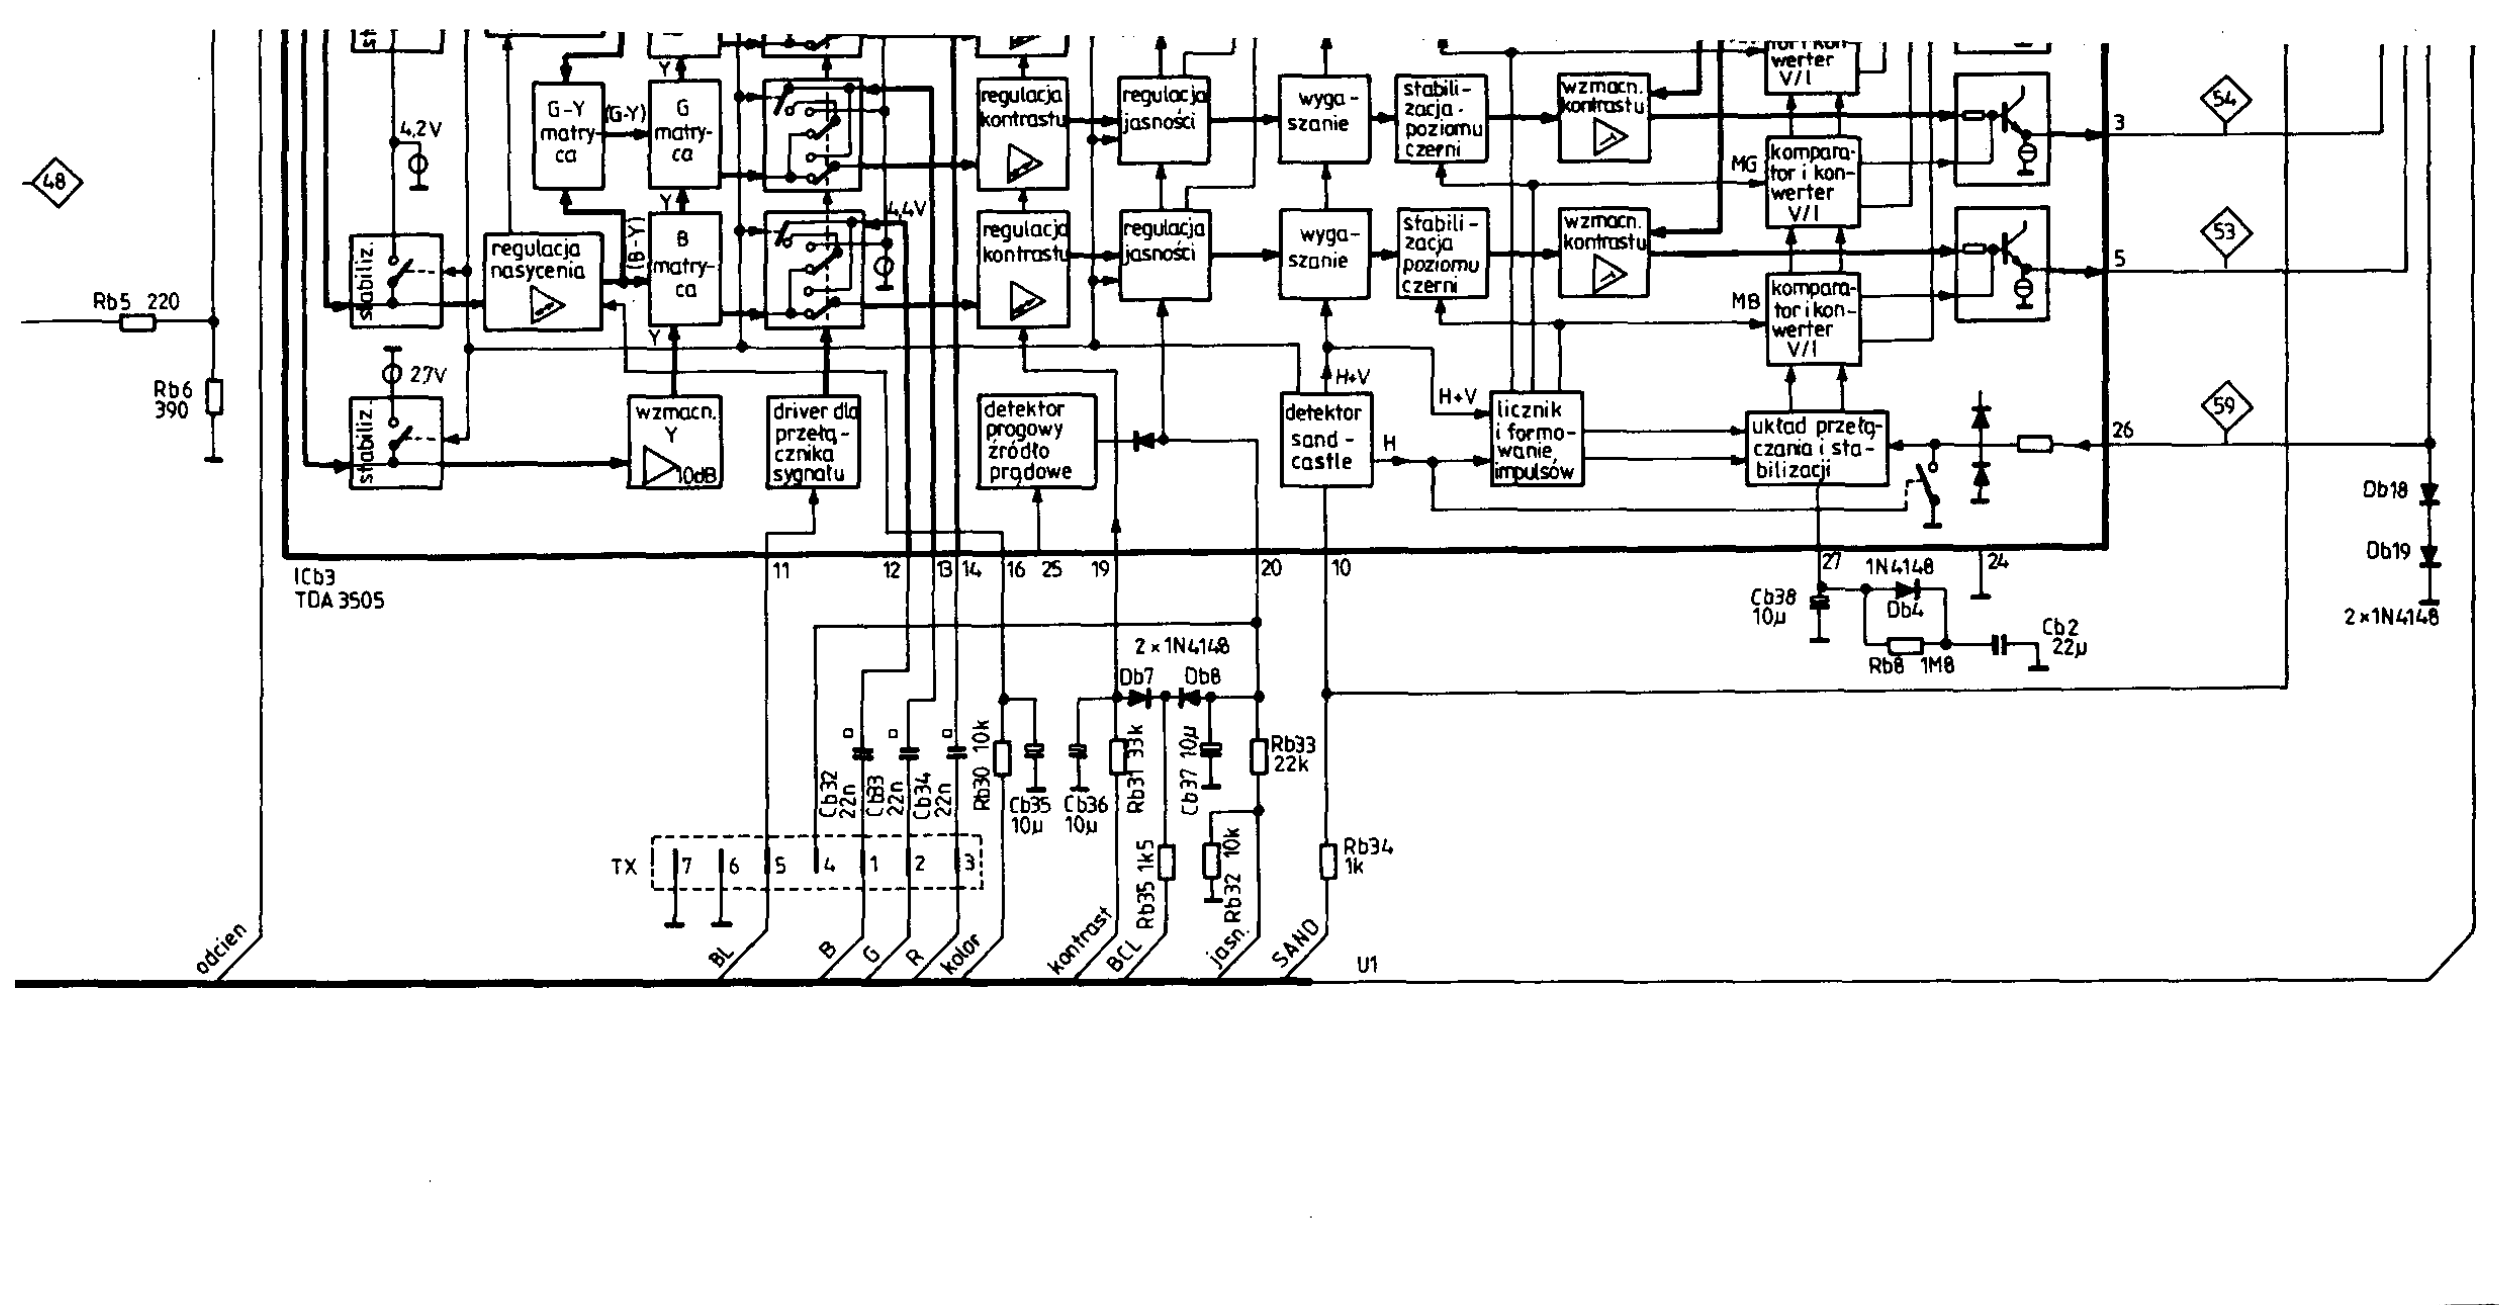 48
Rb5 220
Rb6
390
4,2V
stabiliz.
27V
stabiliz.
G-Y
matry-
ca
(G-Y)
regulacja
nasycenia
(B-Y)
Y
G
matry-
ca
Y
B
matry-
ca
Y
wzmacn.
Y
10dB
4,4V
driver dla
przełą-
cznika
sygnału
regulacja
kontrastu
regulacja
kontrastu
detektor
progowy
źródło
prądowe
regulacja
jasności
regulacja
jasności
wyga-
szanie
wyga-
szanie
H+V
detektor
sand-
castle
H
stabili-
zacja
poziomu
czerni
stabili-
zacja
poziomu
czerni
H+V
licznik
i formo-
wanie
impulsów
wzmacn.
kontrastu
wzmacn.
kontrastu
werter
V/I
MG
kompara-
tor i kon-
werter
V/I
MB
kompara-
tor i kon-
werter
V/I
układ przełą-
czania i sta-
bilizacji
3
54
5
53
26
59
Db18
Db19
2×1N4148
ICb3
TDA 3505
11
12
13
14
16
25
19
20
10
27
24
1N4148
Db4
Cb38
10µ
Rb8 1M8
Cb2
22µ
2×1N4148
Db7
Db8
Cb32
22n
Cb33
22n
Cb34
22n
Rb30 10k
Cb35
10µ
Cb36
10µ
Rb31 33k
Cb37 10µ
Rb33
22k
Rb35 1k5
Rb32 10k
Rb34
1k
TX
7
6
5
4
1
2
3
odcien
BL
B
G
R
kolor
kontrast
BCL
jasn.
SAND
U1